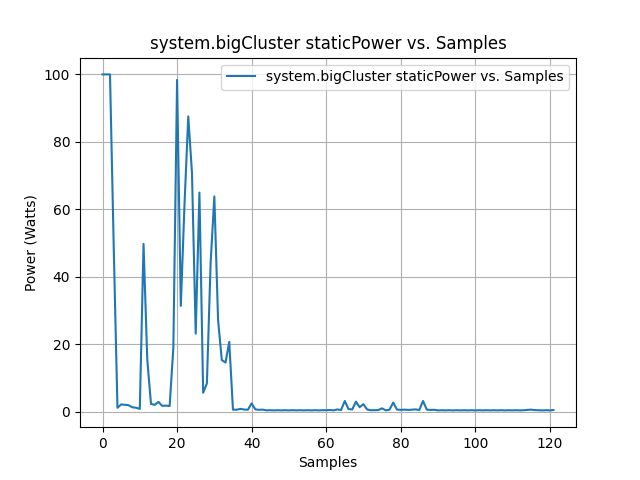 system.bigCluster staticPower vs. Samples
system.bigCluster staticPower vs. Samples
Power (Watts)
100
80
60
40
20
0
0 20 40 60 80 100 120
Samples